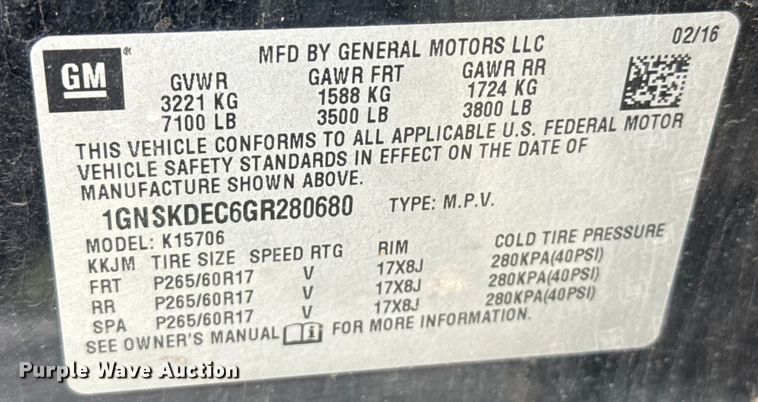 GM
MFD BY GENERAL MOTORS LLC
02/16
GVWR GAWR FRT GAWR RR
3221 KG 1588 KG 1724 KG
7100 LB 3500 LB 3800 LB
THIS VEHICLE CONFORMS TO ALL APPLICABLE U.S. FEDERAL MOTOR
VEHICLE SAFETY STANDARDS IN EFFECT ON THE DATE OF
MANUFACTURE SHOWN ABOVE.
1GNSKDEC6GR280680 TYPE: M.P.V.
MODEL: K15706
KKJM TIRE SIZE SPEED RTG RIM COLD TIRE PRESSURE
FRT P265/60R17 V 17X8J 280KPA(40PSI)
RR P265/60R17 V 17X8J 280KPA(40PSI)
SPA P265/60R17 V 17X8J 280KPA(40PSI)
SEE OWNER'S MANUAL i FOR MORE INFORMATION.
Purple Wave Auction